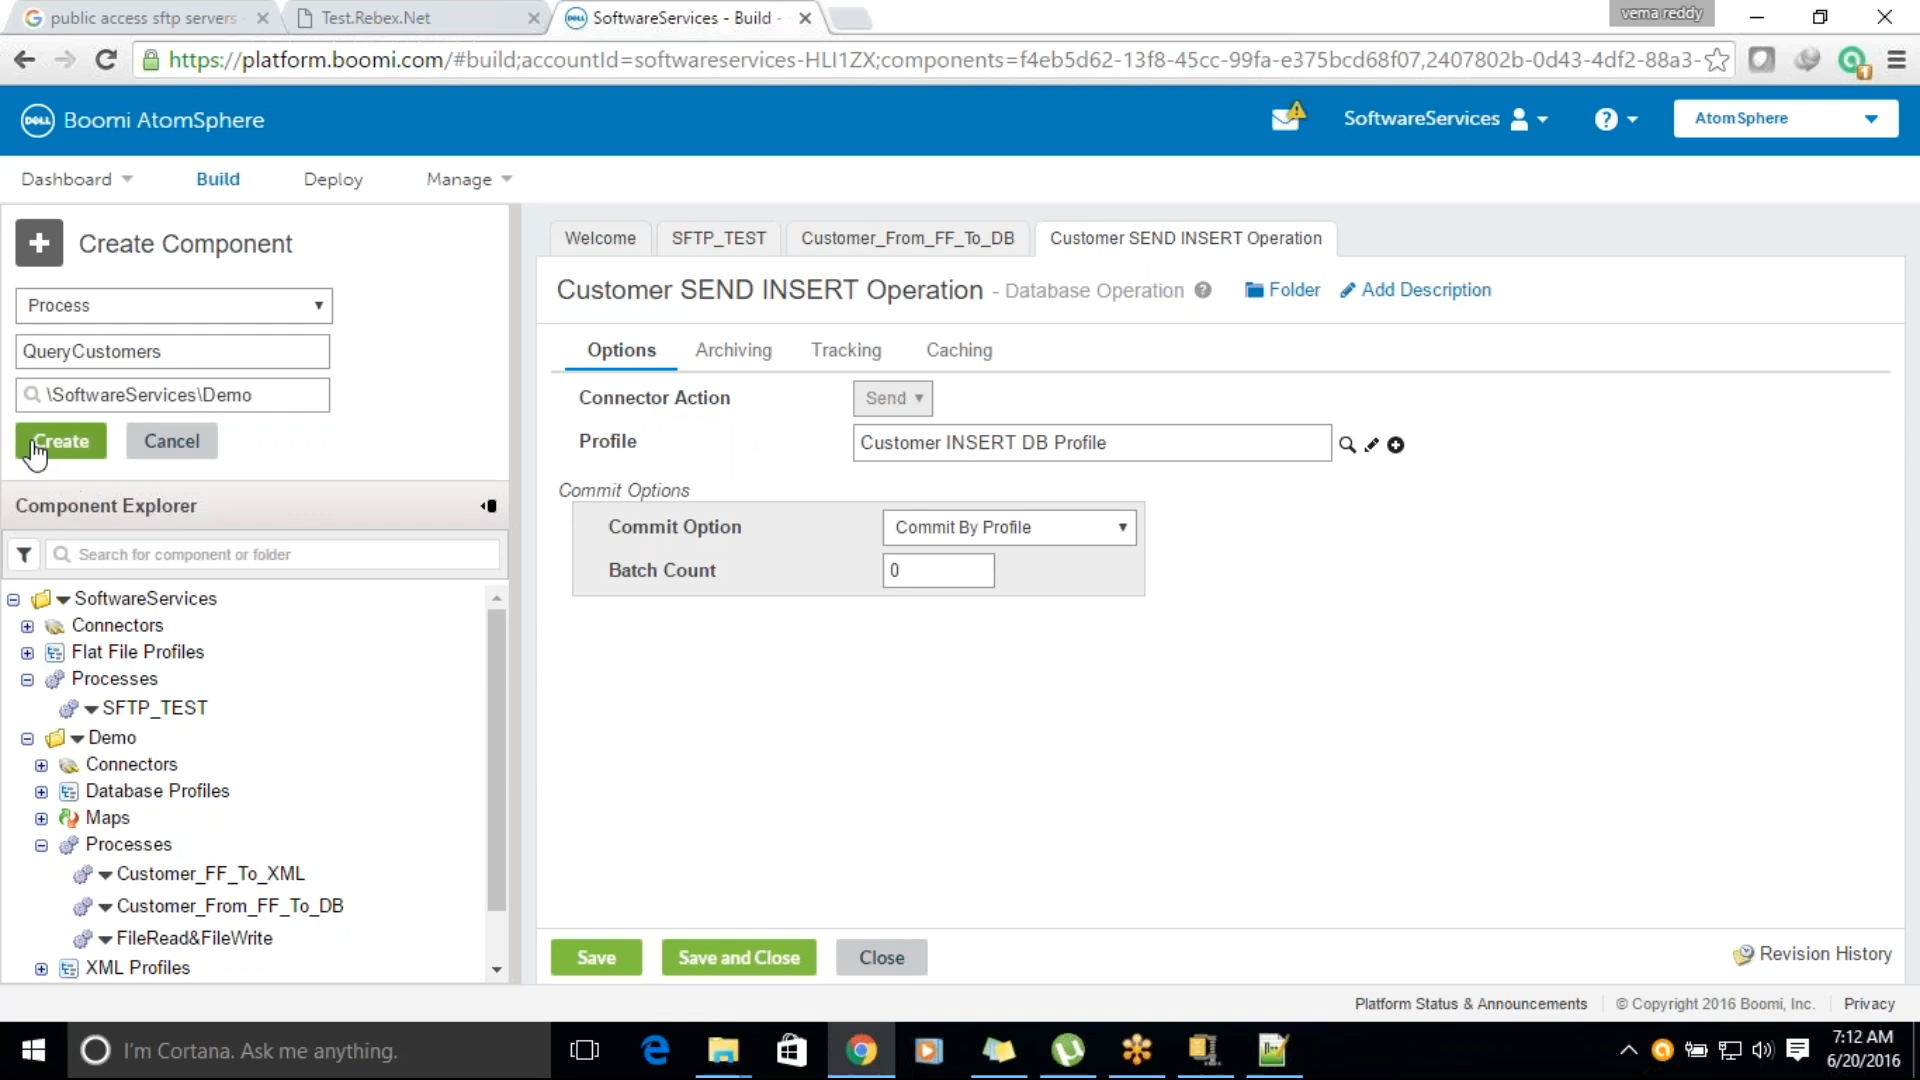 public access sftp servers
Test.Rebex.Net
SoftwareServices - Build -
vema reddy
https://platform.boomi.com/#build;accountId=softwareservices-HLI1ZX;components=f4eb5d62-13f8-45cc-99fa-e375bcd68f07,2407802b-0d43-4df2-88a3-
DELL
Boomi AtomSphere
SoftwareServices
AtomSphere
Dashboard
Build
Deploy
Manage
Create Component
Process
QueryCustomers
\SoftwareServices\Demo
Create
Cancel
Component Explorer
Search for component or folder
SoftwareServices
Connectors
Flat File Profiles
Processes
SFTP_TEST
Demo
Connectors
Database Profiles
Maps
Processes
Customer_FF_To_XML
Customer_From_FF_To_DB
FileRead&FileWrite
XML Profiles
Welcome
SFTP_TEST
Customer_From_FF_To_DB
Customer SEND INSERT Operation
Customer SEND INSERT Operation - Database Operation
Folder
Add Description
Options
Archiving
Tracking
Caching
Connector Action
Send
Profile
Customer INSERT DB Profile
Commit Options
Commit Option
Commit By Profile
Batch Count
0
Save
Save and Close
Close
Revision History
Platform Status & Announcements
© Copyright 2016 Boomi, Inc.
Privacy
I'm Cortana. Ask me anything.
7:12 AM
6/20/2016